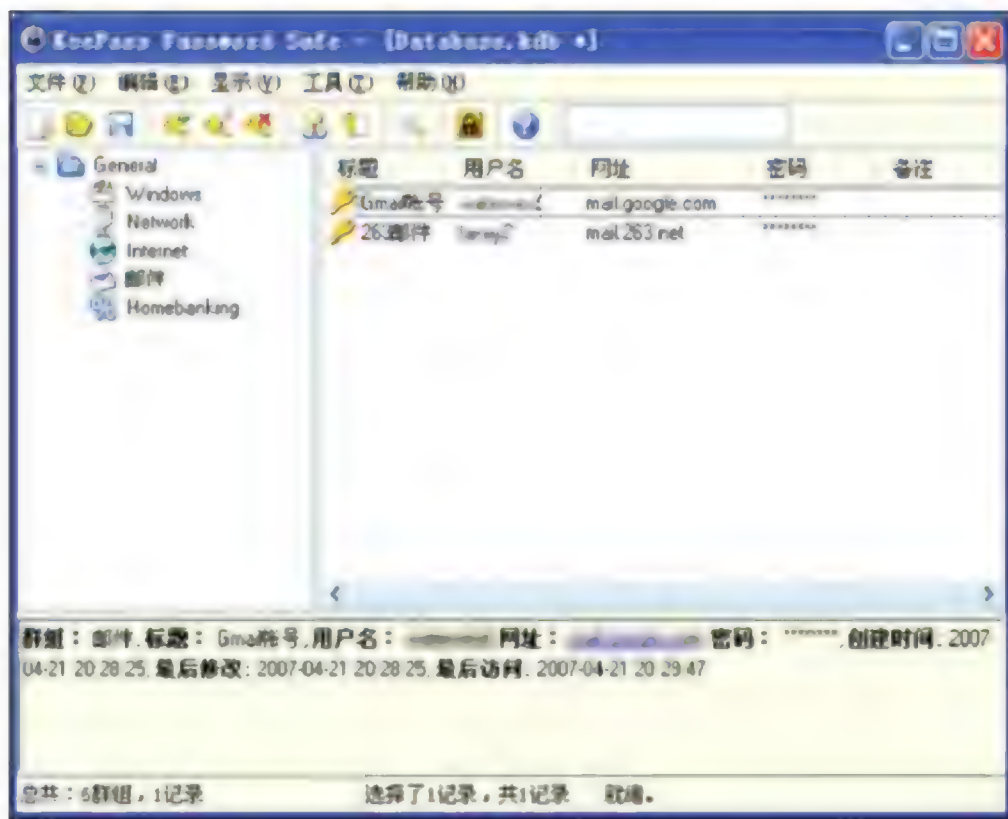 KeePass Password Safe - [Database.kdb *]
文件(F) 编辑(E) 显示(V) 工具(T) 帮助(H)
General
Windows
Network
Internet
邮件
Homebanking
标题 用户名 网址 密码 备注
Gmail帐号 mail.google.com ********
263邮件 mail.263.net ********
群组: 邮件, 标题: Gmail帐号, 用户名: 网址: 密码: ********, 创建时间: 2007
04-21 20:28:25, 最后修改: 2007-04-21 20:28:25, 最后访问: 2007-04-21 20:29:47
总共:6群组,1记录 选择了1记录,共1记录 就绪。